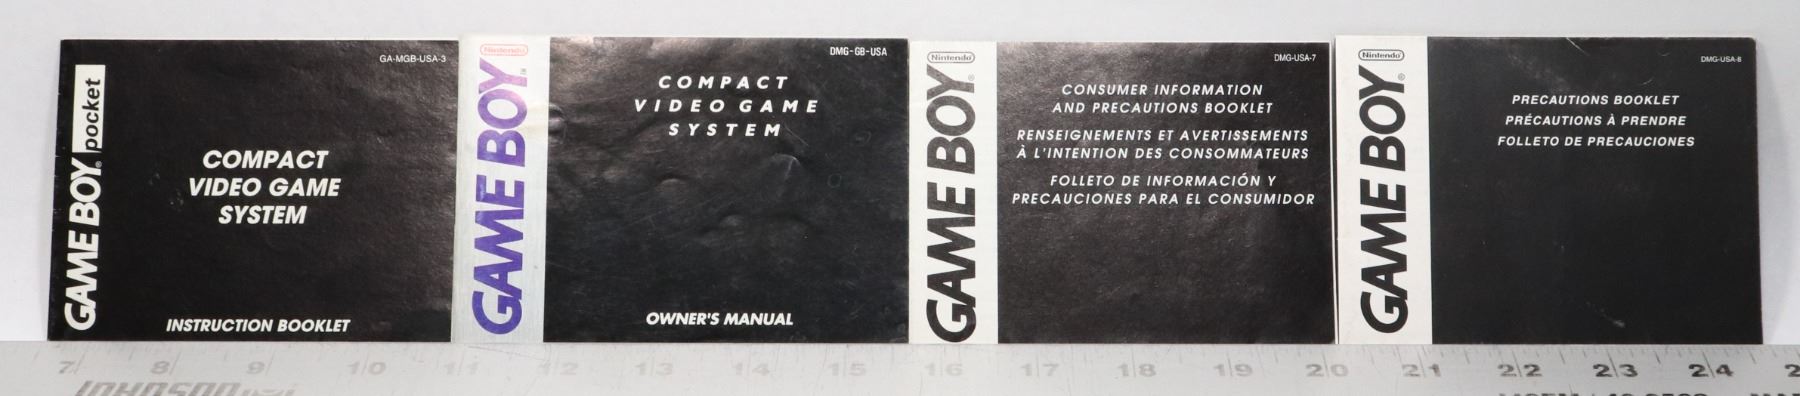 GA-MGB-USA-3
GAME BOY® pocket
COMPACT
VIDEO GAME
SYSTEM
INSTRUCTION BOOKLET
Nintendo
DMG-GB-USA
GAME BOY™
COMPACT
VIDEO GAME
SYSTEM
OWNER'S MANUAL
Nintendo®
DMG-USA-7
GAME BOY®
CONSUMER INFORMATION
AND PRECAUTIONS BOOKLET
RENSEIGNEMENTS ET AVERTISSEMENTS
À L'INTENTION DES CONSOMMATEURS
FOLLETO DE INFORMACIÓN Y
PRECAUCIONES PARA EL CONSUMIDOR
Nintendo®
DMG-USA-8
GAME BOY®
PRECAUTIONS BOOKLET
PRÉCAUTIONS À PRENDRE
FOLLETO DE PRECAUCIONES
7 8 9 10 11 12 13 14 15 16 17 18 19 20 21 22 23 24
JOHNSON